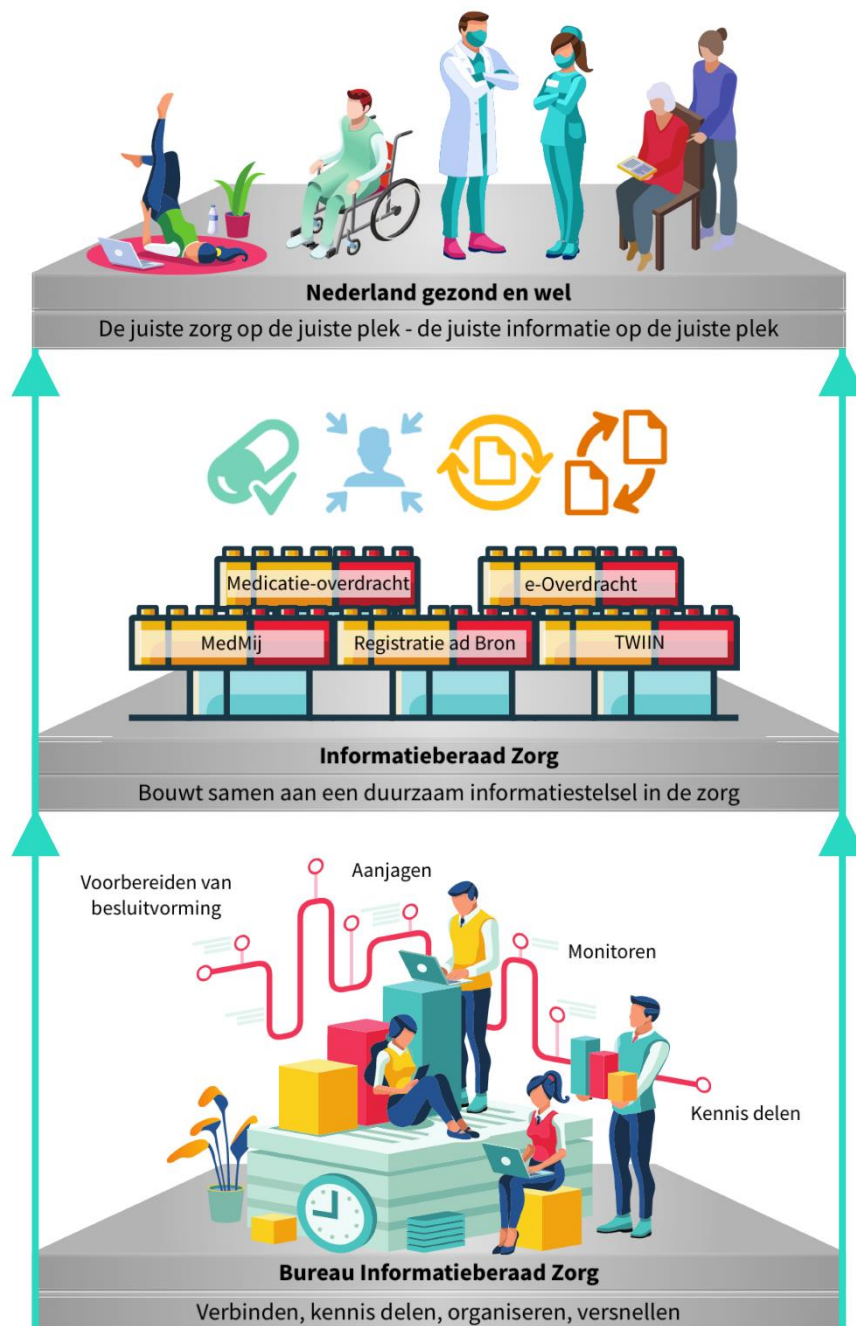 Nederland gezond en wel
De juiste zorg op de juiste plek - de juiste informatie op de juiste plek
Medicatie-overdracht
e-Overdracht
MedMij
Registratie ad Bron
TWIIN
Informatieberaad Zorg
Bouwt samen aan een duurzaam informatiestelsel in de zorg
Voorbereiden van
besluitvorming
Aanjagen
Monitoren
Kennis delen
Bureau Informatieberaad Zorg
Verbinden, kennis delen, organiseren, versnellen